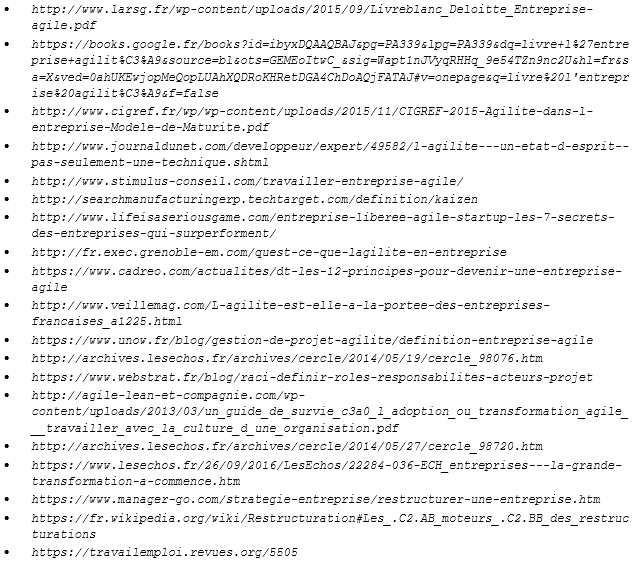 • http://www.larsg.fr/wp-content/uploads/2015/09/Livreblanc_Deloitte_Entreprise-
agile.pdf
• https://books.google.fr/books?id=ibyxDQAAQBAJ&pg=PA339&lpg=PA339&dq=livre+l%27entre
prise+agilit%C3%A9&source=bl&ots=GEMEoItwC_&sig=Wapt1nJVyqRHHq_9e54TZn9nc2U&hl=fr&s
a=X&ved=0ahUKEwjopMeQopLUAhXQDRoKHRetDGA4ChDoAQjFATAJ#v=onepage&q=livre%20l'entrepr
ise%20agilit%C3%A9&f=false
• http://www.cigref.fr/wp/wp-content/uploads/2015/11/CIGREF-2015-Agilite-dans-l-
entreprise-Modele-de-Maturite.pdf
• http://www.journaldunet.com/developpeur/expert/49582/l-agilite---un-etat-d-esprit--
pas-seulement-une-technique.shtml
• http://www.stimulus-conseil.com/travailler-entreprise-agile/
• http://searchmanufacturingerp.techtarget.com/definition/kaizen
• http://www.lifeisaseriousgame.com/entreprise-liberee-agile-startup-les-7-secrets-
des-entreprises-qui-surperforment/
• http://fr.exec.grenoble-em.com/quest-ce-que-lagilite-en-entreprise
• https://www.cadreo.com/actualites/dt-les-12-principes-pour-devenir-une-entreprise-
agile
• http://www.veillemag.com/L-agilite-est-elle-a-la-portee-des-entreprises-
francaises_a1225.html
• https://www.unow.fr/blog/gestion-de-projet-agilite/definition-entreprise-agile
• http://archives.lesechos.fr/archives/cercle/2014/05/19/cercle_98076.htm
• https://www.webstrat.fr/blog/raci-definir-roles-responsabilites-acteurs-projet
• http://agile-lean-et-compagnie.com/wp-
content/uploads/2013/03/un_guide_de_survie_c3a0_l_adoption_ou_transformation_agile_
__travailler_avec_la_culture_d_une_organisation.pdf
• http://archives.lesechos.fr/archives/cercle/2014/05/27/cercle_98720.htm
• https://www.lesechos.fr/26/09/2016/LesEchos/22284-036-ECH_entreprises---la-grande-
transformation-a-commence.htm
• https://www.manager-go.com/strategie-entreprise/restructurer-une-entreprise.htm
• https://fr.wikipedia.org/wiki/Restructuration#Les_.C2.AB_moteurs_.C2.BB_des_restruc
turations
• https://travailemploi.revues.org/5505